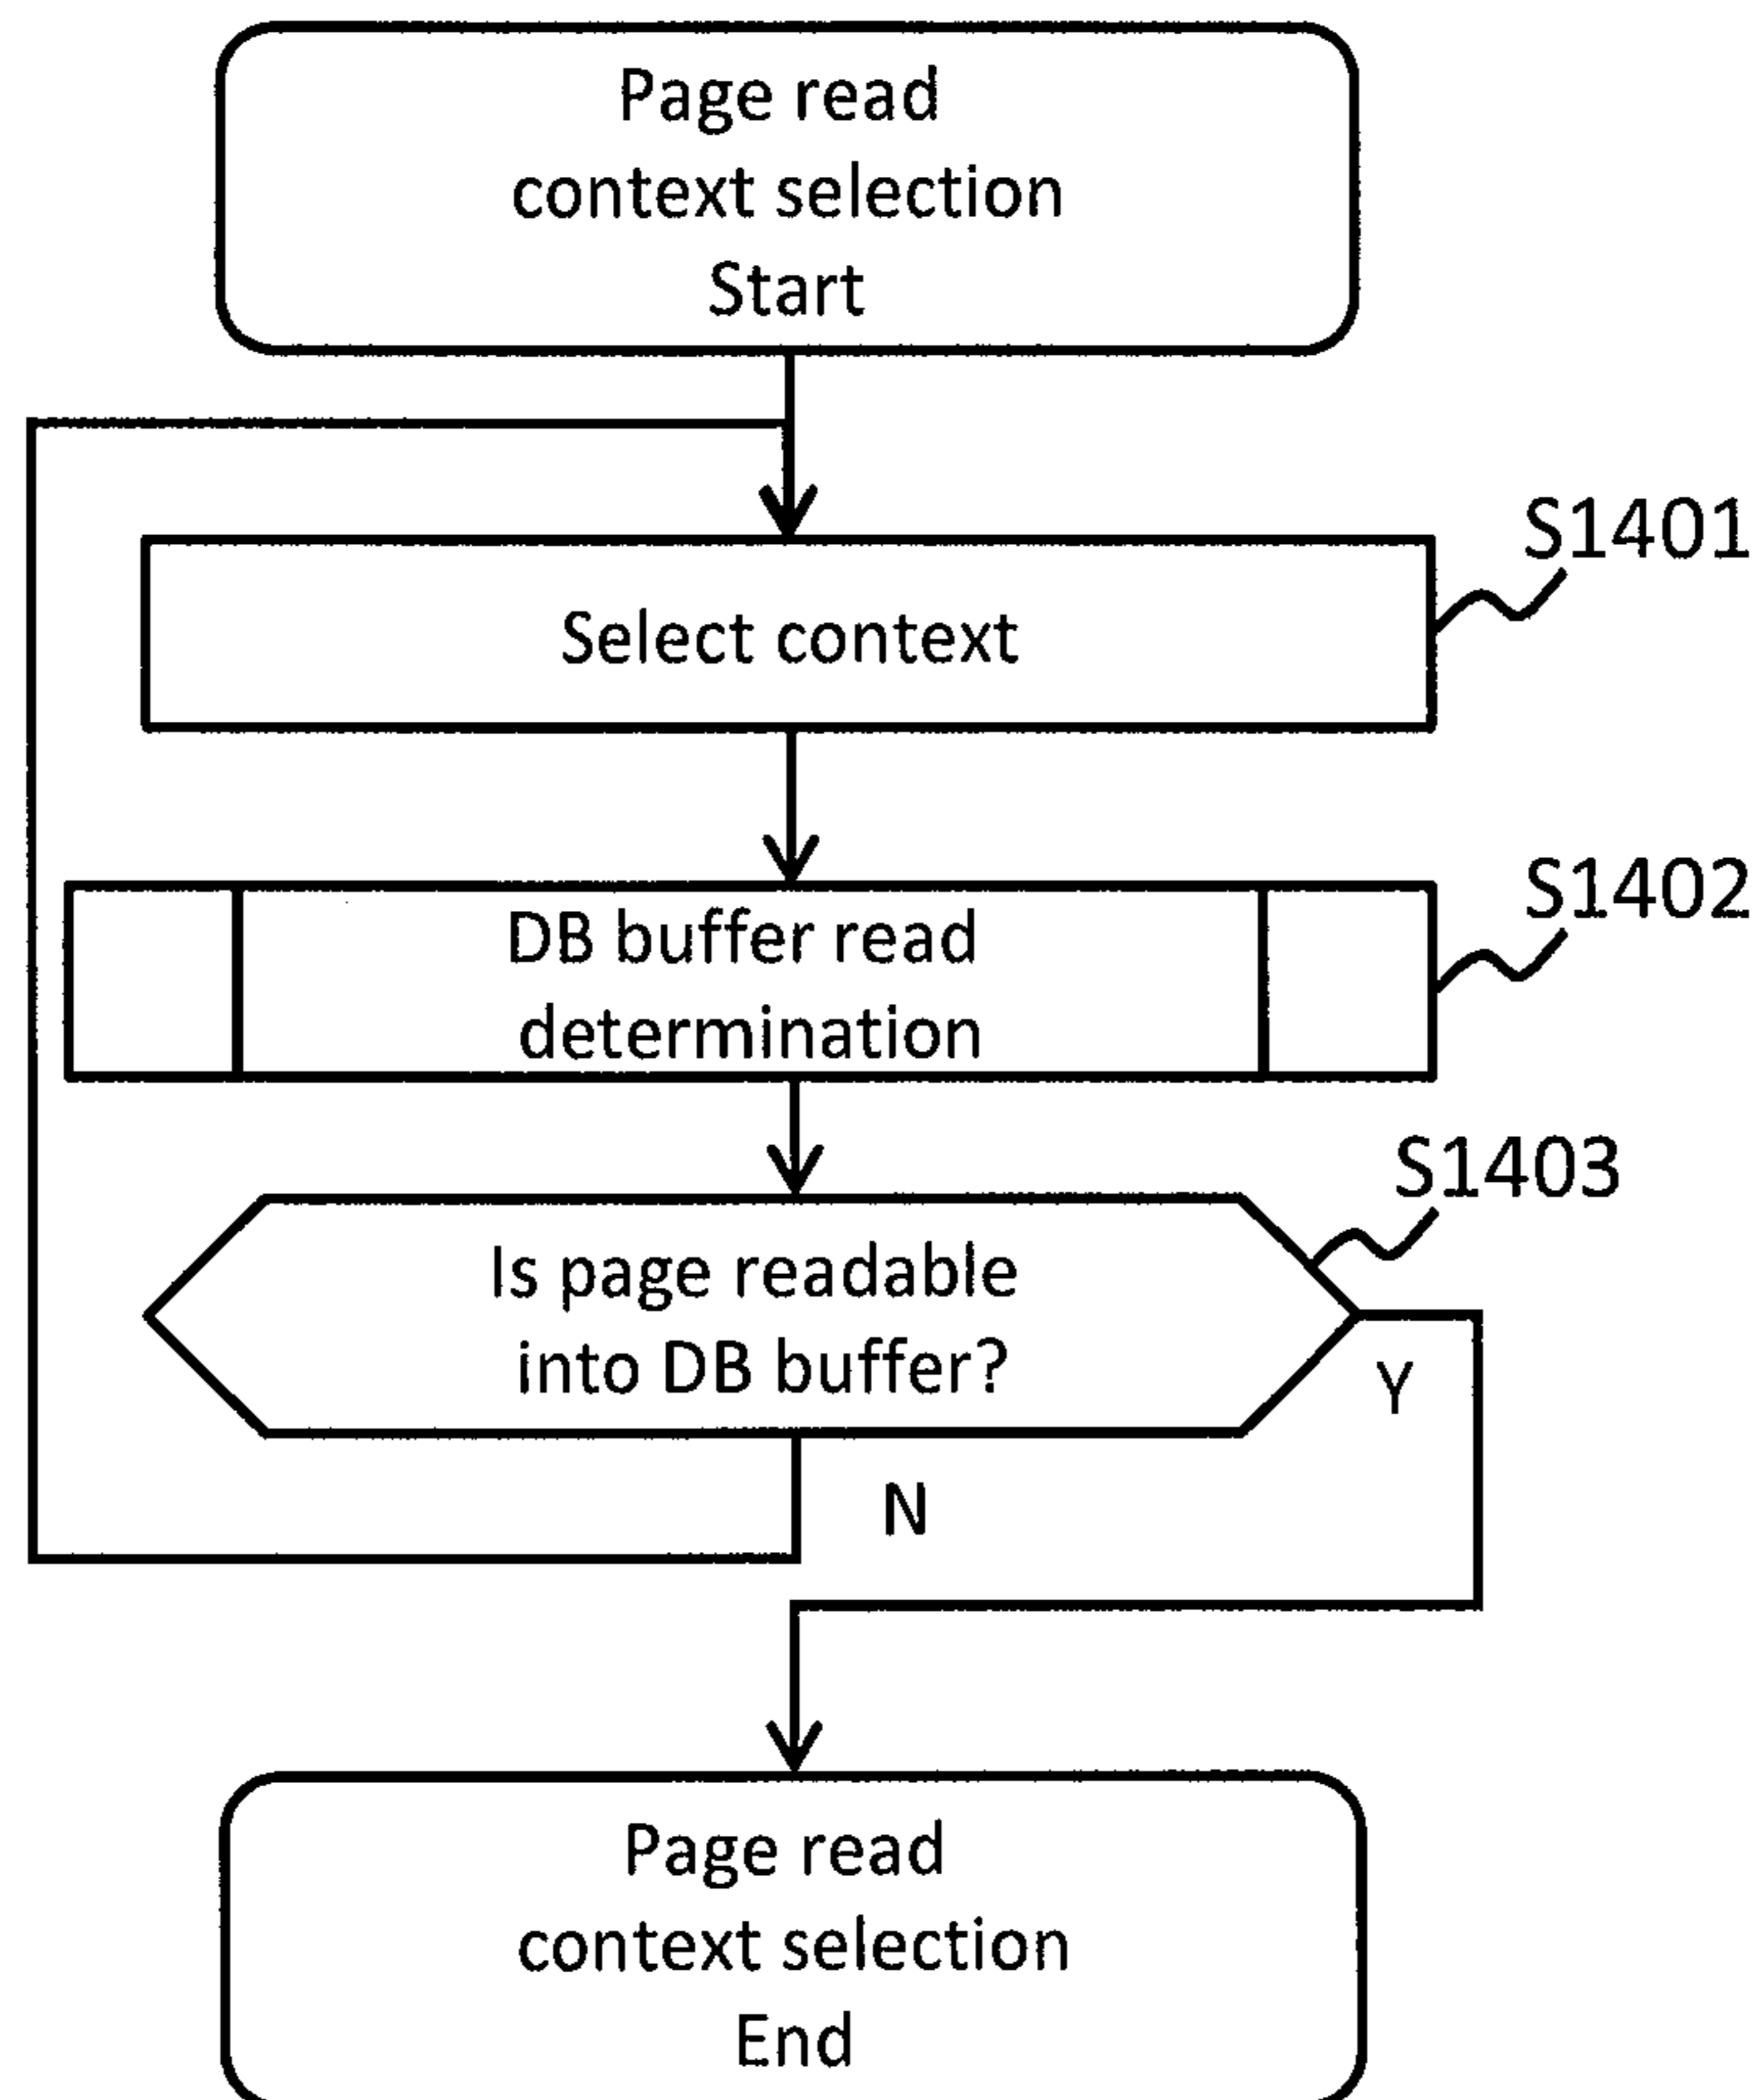 Page read
context selection
Start
S1401
Select context
S1402
DB buffer read
determination
S1403
Is page readable
into DB buffer?
Y
N
Page read
context selection
End